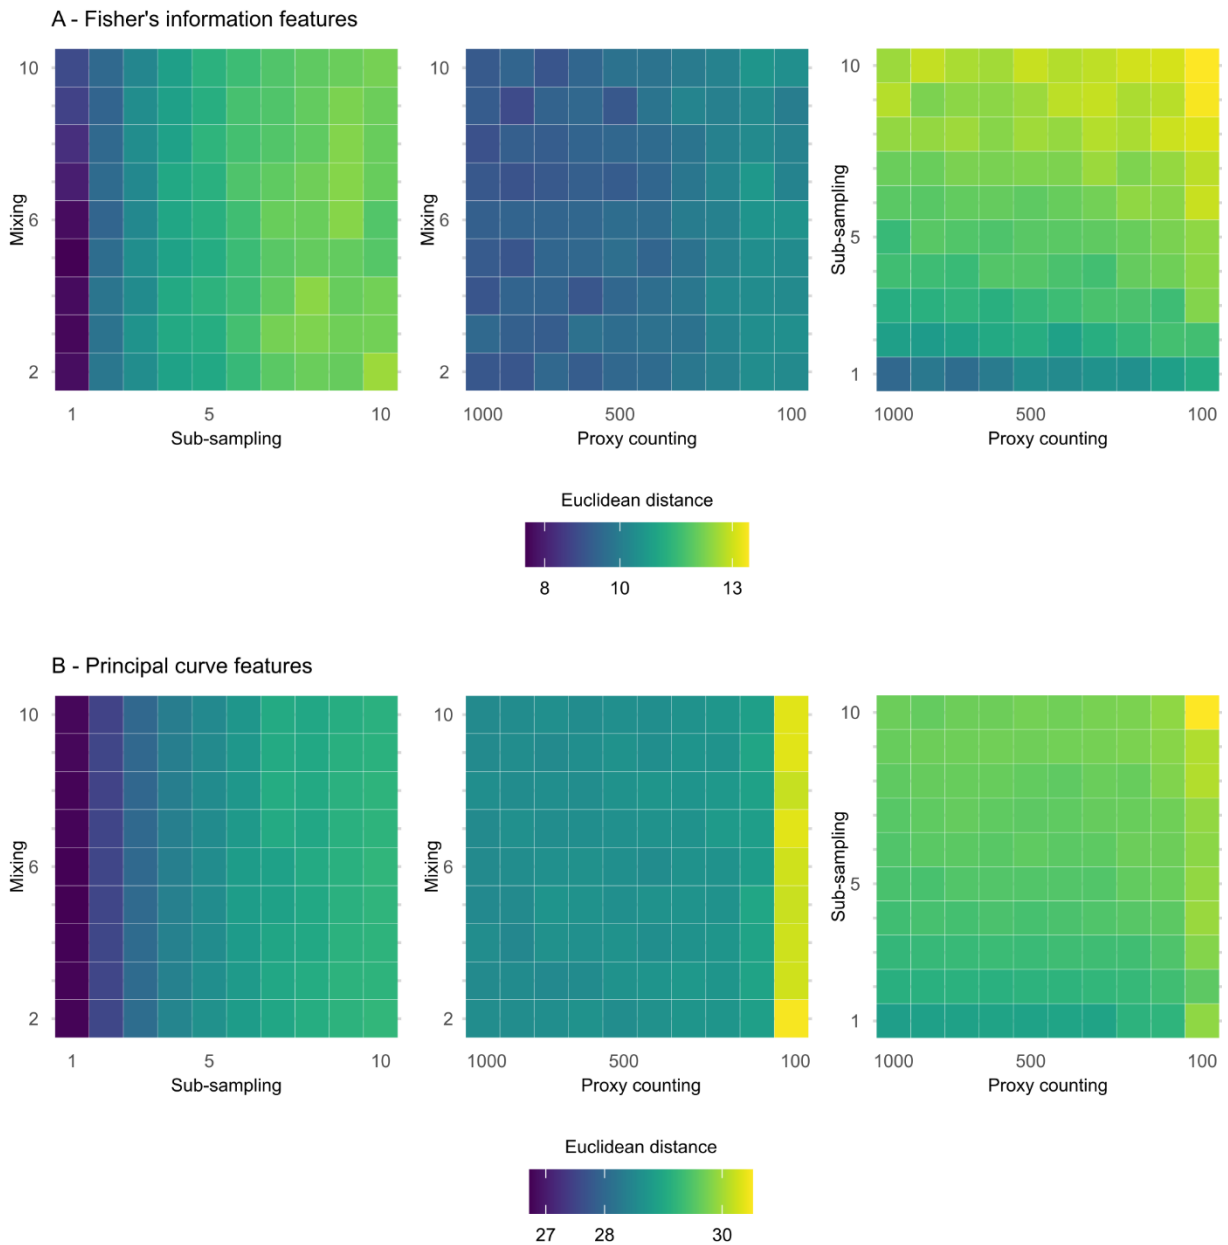 A - Fisher's information features
10
6
2
Mixing
1 5 10
Sub-sampling
10
6
2
Mixing
1000 500 100
Proxy counting
10
5
1
Sub-sampling
1000 500 100
Proxy counting
Euclidean distance
8 10 13
B - Principal curve features
10
6
2
Mixing
1 5 10
Sub-sampling
10
6
2
Mixing
1000 500 100
Proxy counting
10
5
1
Sub-sampling
1000 500 100
Proxy counting
Euclidean distance
27 28 30